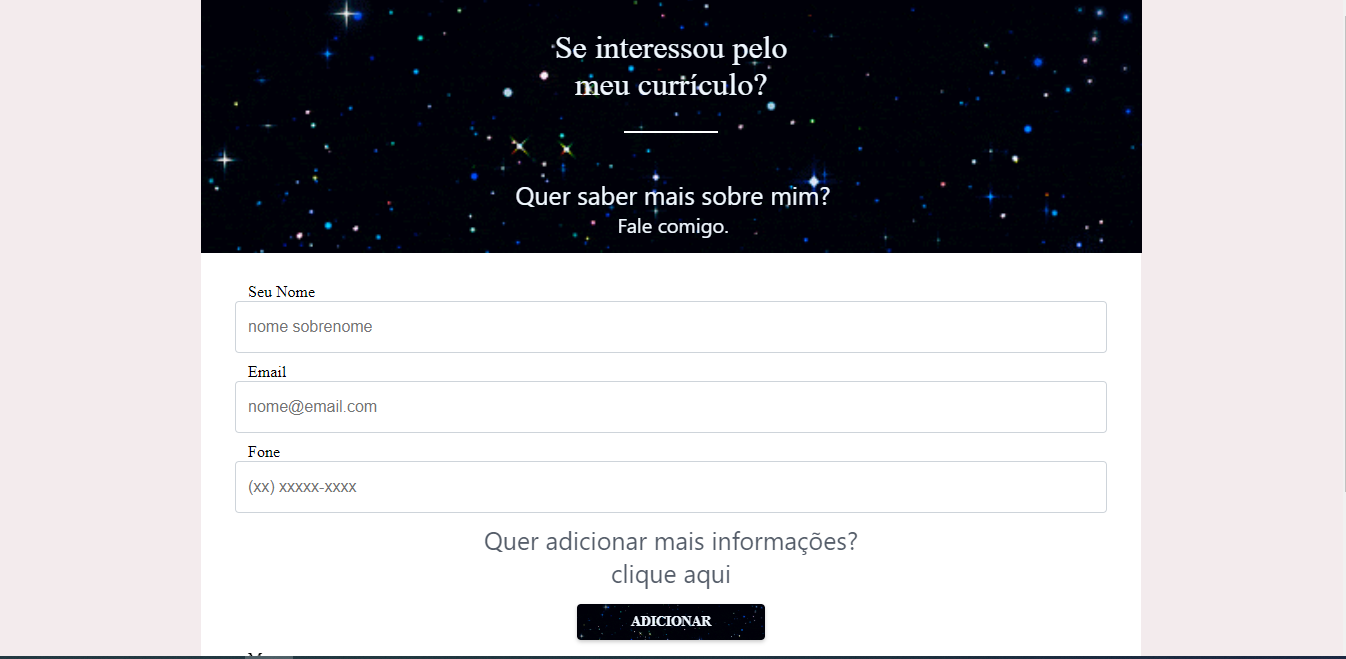 Se interessou pelo
meu currículo?
Quer saber mais sobre mim?
Fale comigo.
Seu Nome
nome sobrenome
Email
nome@email.com
Fone
(xx) xxxxx-xxxx
Quer adicionar mais informações?
clique aqui
ADICIONAR